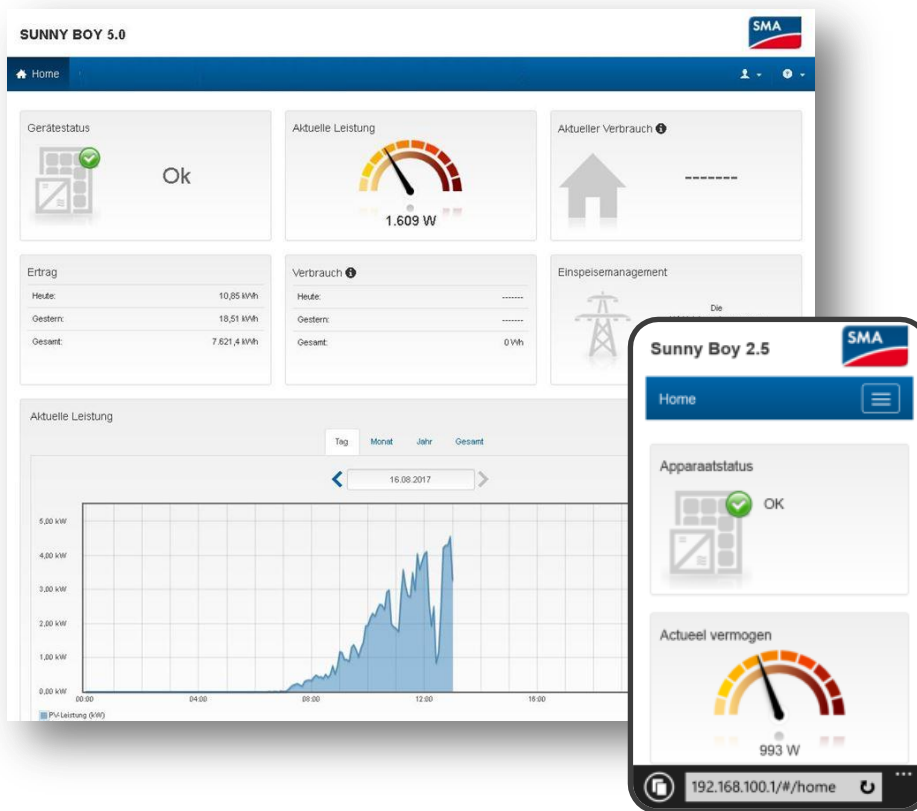 SUNNY BOY 5.0
SMA
Home
Gerätestatus
Ok
Aktuelle Leistung
1.609 W
Aktueller Verbrauch
-------
Ertrag
Heute: 10,85 kWh
Gestern: 18,51 kWh
Gesamt: 7.621,4 kWh
Verbrauch
Heute: -------
Gestern: -------
Gesamt: 0 Wh
Einspeisemanagement
Die
Aktuelle Leistung
Tag Monat Jahr Gesamt
16.08.2017
5,00 kW
4,00 kW
3,00 kW
2,00 kW
1,00 kW
0,00 kW
00:00 04:00 08:00 12:00 16:00
PV-Leistung (kW)
Sunny Boy 2.5
SMA
Home
Apparaatstatus
OK
Actueel vermogen
993 W
192.168.100.1/#/home